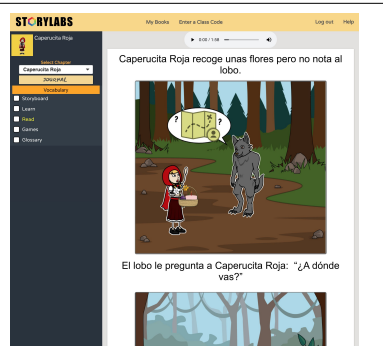 STORYLABS
My Books
Enter a Class Code
Log out
Help
Caperucita Roja
Select Chapter
Caperucita Roja
JOURNAL
Vocabulary
Storyboard
Learn
Read
Games
Glossary
0:00 / 1:58
Caperucita Roja recoge unas flores pero no nota al
lobo.
?
?
El lobo le pregunta a Caperucita Roja: “¿A dónde
vas?”